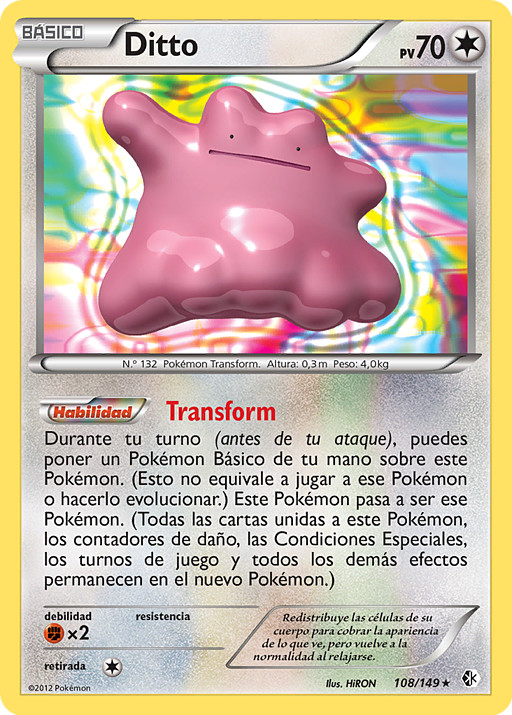 BÁSICO
Ditto
PV70
N.º 132 Pokémon Transform. Altura: 0,3 m Peso: 4,0kg
Habilidad Transform
Durante tu turno (antes de tu ataque), puedes
poner un Pokémon Básico de tu mano sobre este
Pokémon. (Esto no equivale a jugar a ese Pokémon
o hacerlo evolucionar.) Este Pokémon pasa a ser ese
Pokémon. (Todas las cartas unidas a este Pokémon,
los contadores de daño, las Condiciones Especiales,
los turnos de juego y todos los demás efectos
permanecen en el nuevo Pokémon.)
debilidad resistencia
×2
retirada
Redistribuye las células de su
cuerpo para cobrar la apariencia
de lo que ve, pero vuelve a la
normalidad al relajarse.
©2012 Pokémon
Ilus. HiRON 108/149 ★